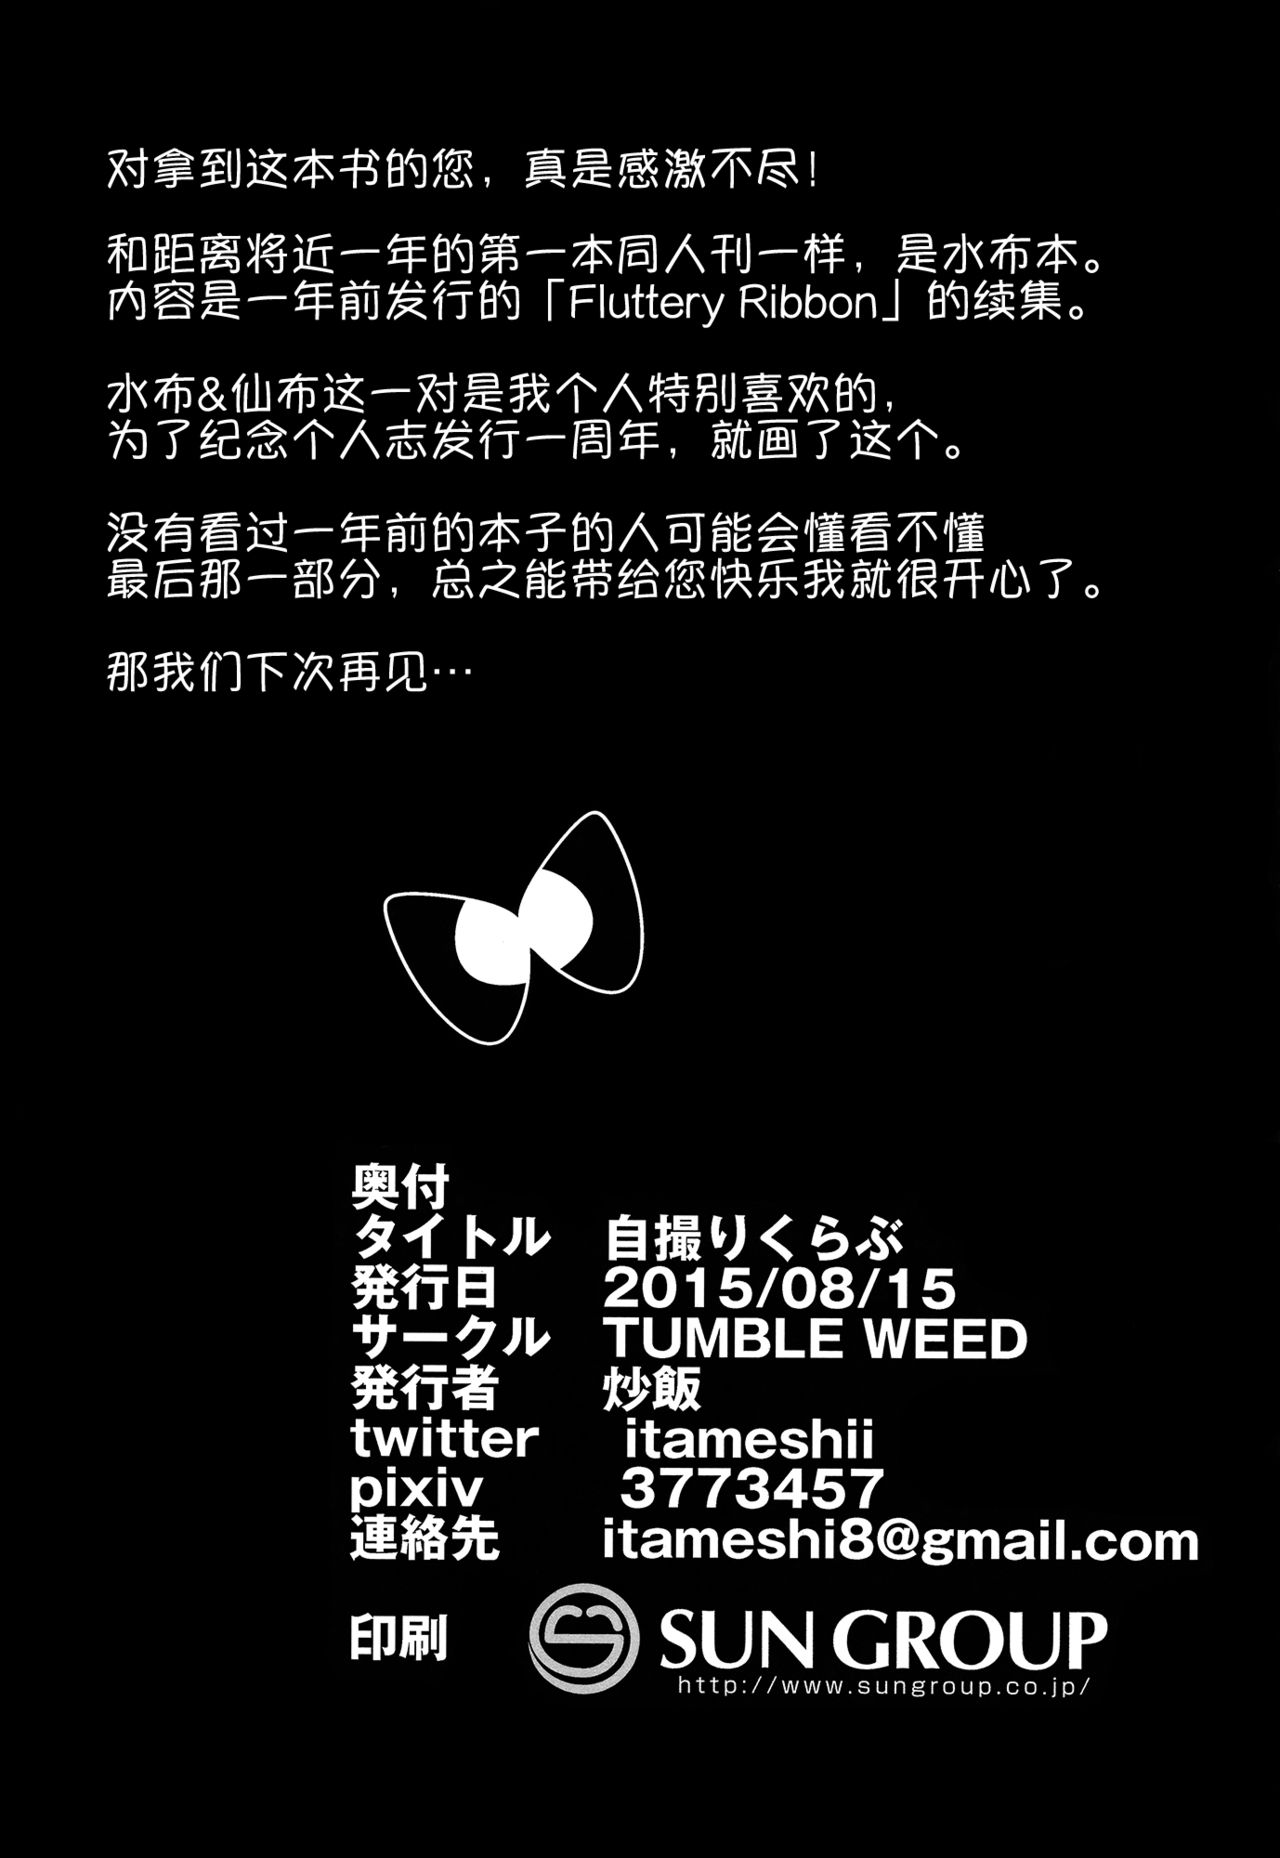 对拿到这本书的您，真是感激不尽！
和距离将近一年的第一本同人刊一样，是水布本。
内容是一年前发行的「Fluttery Ribbon」的续集。
水布&仙布这一对是我个人特别喜欢的，
为了纪念个人志发行一周年，就画了这个。
没有看过一年前的本子的人可能会懂看不懂
最后那一部分，总之能带给您快乐我就很开心了。
那我们下次再见…
奥付
タイトル 自撮りくらぶ
発行日 2015/08/15
サークル TUMBLE WEED
発行者 炒飯
twitter itameshii
pixiv 3773457
連絡先 itameshi8@gmail.com
印刷 SUN GROUP
http://www.sungroup.co.jp/